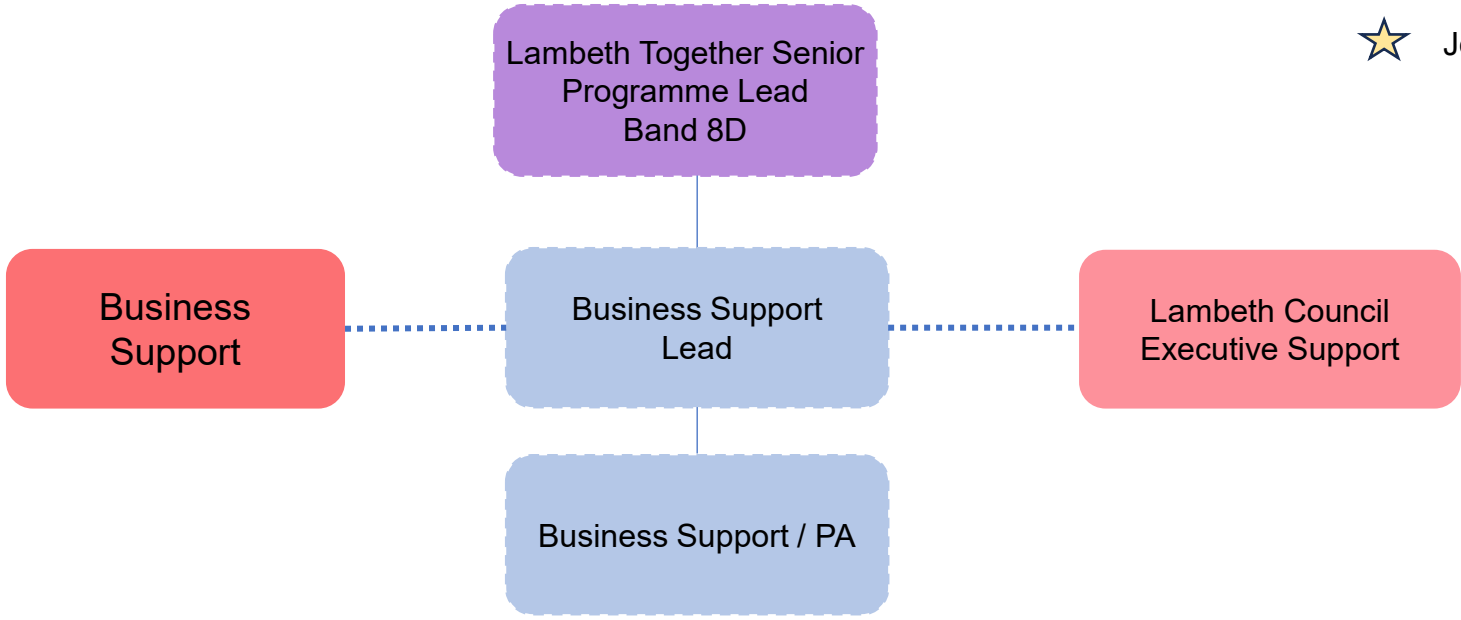 Lambeth Together Senior
Programme Lead
Band 8D
Business
Support
Business Support
Lead
Lambeth Council
Executive Support
Business Support / PA